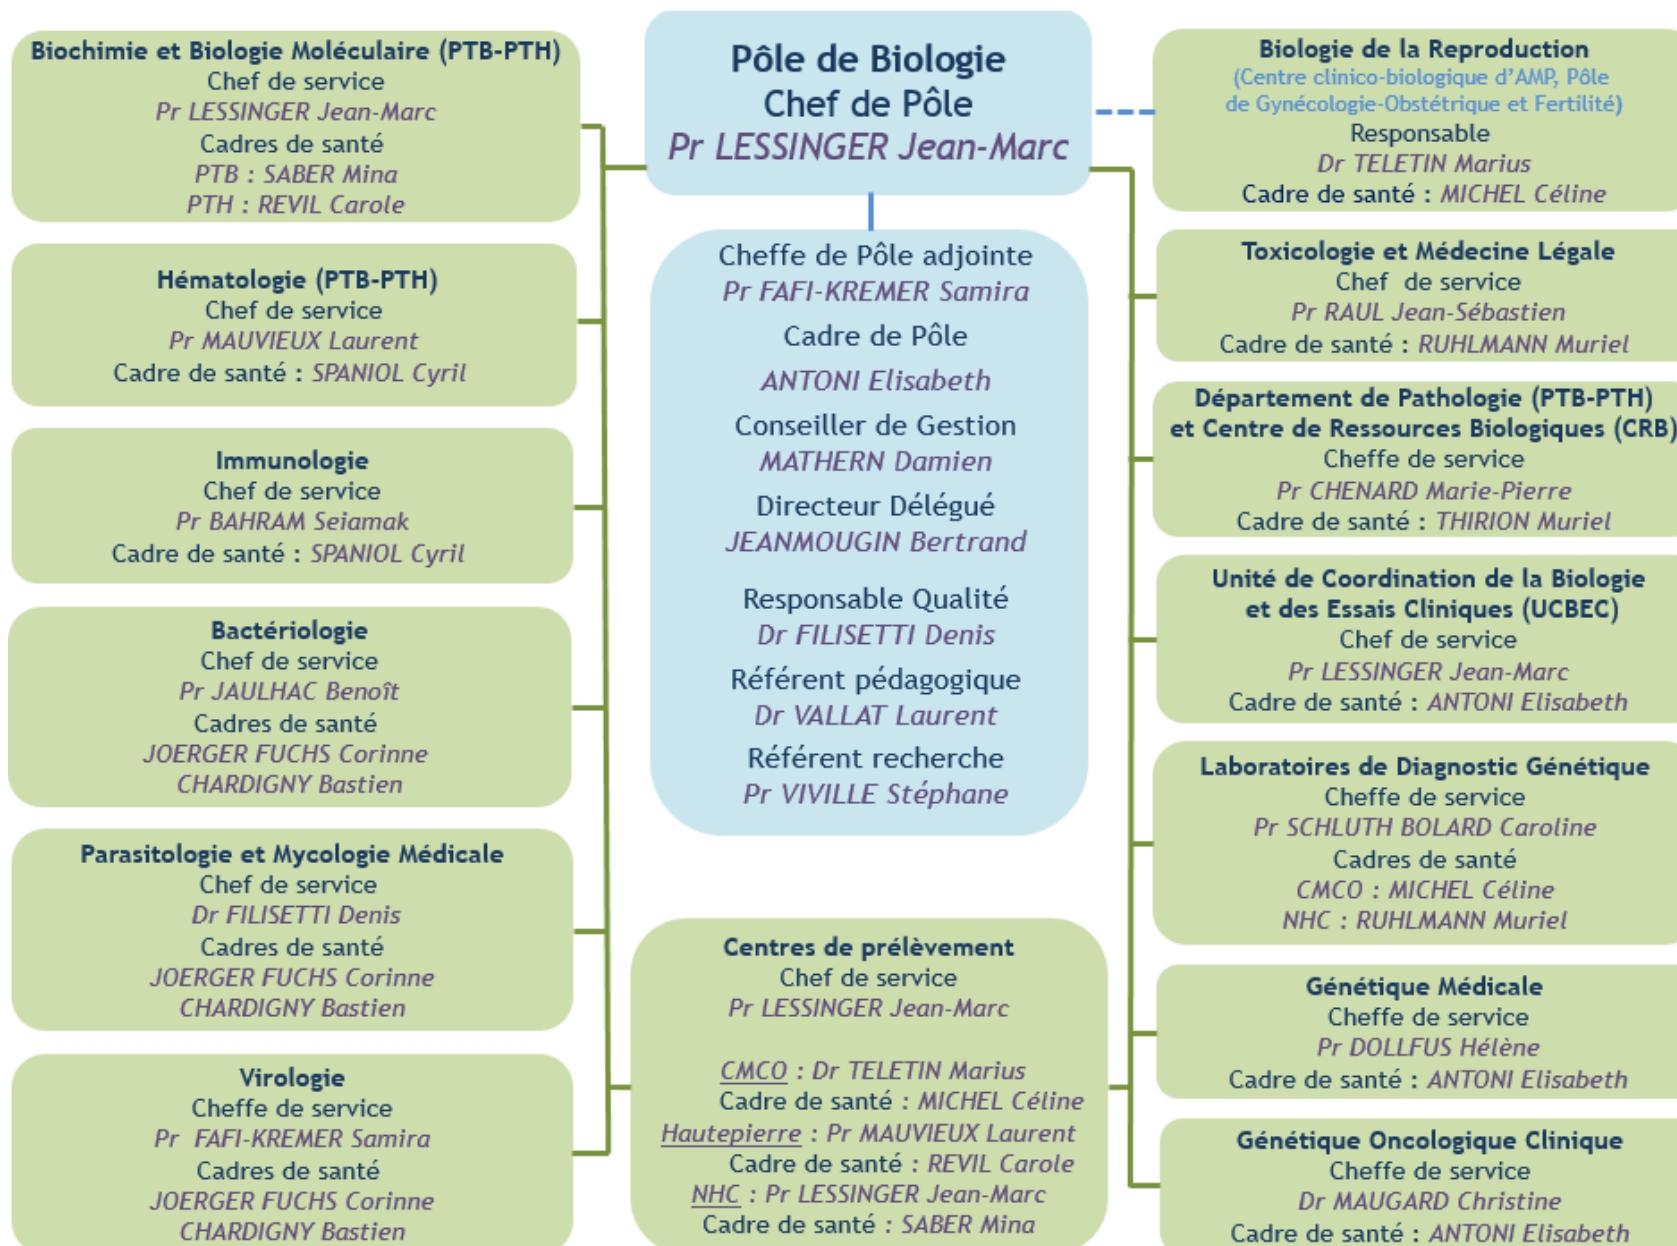 Biochimie et Biologie Moléculaire (PTB-PTH)
Chef de service
Pr LESSINGER Jean-Marc
Cadres de santé
PTB : SABER Mina
PTH : REVIL Carole
Hématologie (PTB-PTH)
Chef de service
Pr MAUVIEUX Laurent
Cadre de santé : SPANIOL Cyril
Immunologie
Chef de service
Pr BAHRAM Seiamak
Cadre de santé : SPANIOL Cyril
Bactériologie
Chef de service
Pr JAULHAC Benoît
Cadres de santé
JOERGER FUCHS Corinne
CHARDIGNY Bastien
Parasitologie et Mycologie Médicale
Chef de service
Dr FILISETTI Denis
Cadres de santé
JOERGER FUCHS Corinne
CHARDIGNY Bastien
Virologie
Cheffe de service
Pr FAFI-KREMER Samira
Cadres de santé
JOERGER FUCHS Corinne
CHARDIGNY Bastien
Pôle de Biologie
Chef de Pôle
Pr LESSINGER Jean-Marc
Cheffe de Pôle adjointe
Pr FAFI-KREMER Samira
Cadre de Pôle
ANTONI Elisabeth
Conseiller de Gestion
MATHERN Damien
Directeur Délégué
JEANMOUGIN Bertrand
Responsable Qualité
Dr FILISETTI Denis
Référent pédagogique
Dr VALLAT Laurent
Référent recherche
Pr VIVILLE Stéphane
Centres de prélèvement
Chef de service
Pr LESSINGER Jean-Marc
CMCO : Dr TELETIN Marius
Cadre de santé : MICHEL Céline
Hautepierre : Pr MAUVIEUX Laurent
Cadre de santé : REVIL Carole
NHC : Pr LESSINGER Jean-Marc
Cadre de santé : SABER Mina
Biologie de la Reproduction
(Centre clinico-biologique d'AMP, Pôle
de Gynécologie-Obstétrique et Fertilité)
Responsable
Dr TELETIN Marius
Cadre de santé : MICHEL Céline
Toxicologie et Médecine Légale
Chef de service
Pr RAUL Jean-Sébastien
Cadre de santé : RUHLMANN Muriel
Département de Pathologie (PTB-PTH)
et Centre de Ressources Biologiques (CRB)
Cheffe de service
Pr CHENARD Marie-Pierre
Cadre de santé : THIRION Muriel
Unité de Coordination de la Biologie
et des Essais Cliniques (UCBEC)
Chef de service
Pr LESSINGER Jean-Marc
Cadre de santé : ANTONI Elisabeth
Laboratoires de Diagnostic Génétique
Cheffe de service
Pr SCHLUTH BOLARD Caroline
Cadres de santé
CMCO : MICHEL Céline
NHC : RUHLMANN Muriel
Génétique Médicale
Cheffe de service
Pr DOLLFUS Hélène
Cadre de santé : ANTONI Elisabeth
Génétique Oncologique Clinique
Cheffe de service
Dr MAUGARD Christine
Cadre de santé : ANTONI Elisabeth